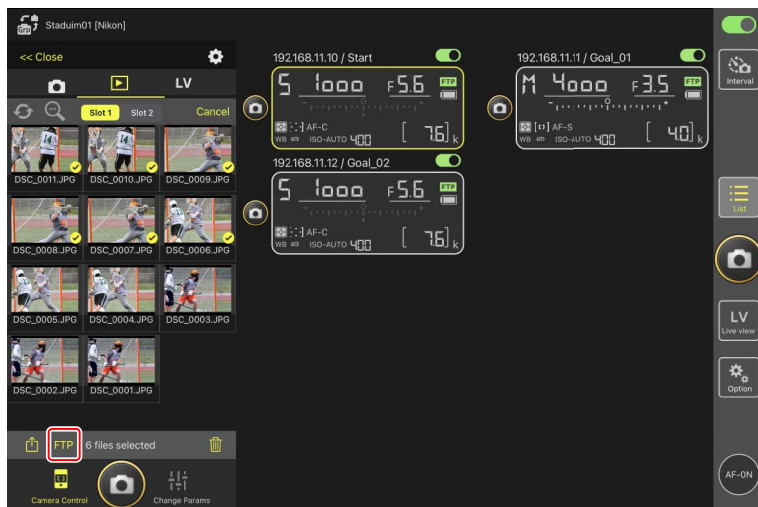 Grp Staduim01 [Nikon]
<< Close
LV
Slot 1 Slot 2 Cancel
DSC_0011.JPG DSC_0010.JPG DSC_0009.JPG
DSC_0008.JPG DSC_0007.JPG DSC_0006.JPG
DSC_0005.JPG DSC_0004.JPG DSC_0003.JPG
DSC_0002.JPG DSC_0001.JPG
FTP 6 files selected
Camera Control Change Params
192.168.11.10 / Start
S 1000 F5.6 FTP
- +
AF-C
WB AUTO ISO-AUTO 400 [ 7.6] k
192.168.11.11 / Goal_01
M 4000 F3.5 FTP
- +
AF-S
WB AUTO ISO-AUTO 400 [ 4.0] k
192.168.11.12 / Goal_02
S 1000 F5.6 FTP
- +
AF-C
WB AUTO ISO-AUTO 400 [ 7.6] k
Interval
List
LV
Live view
Option
AF-ON